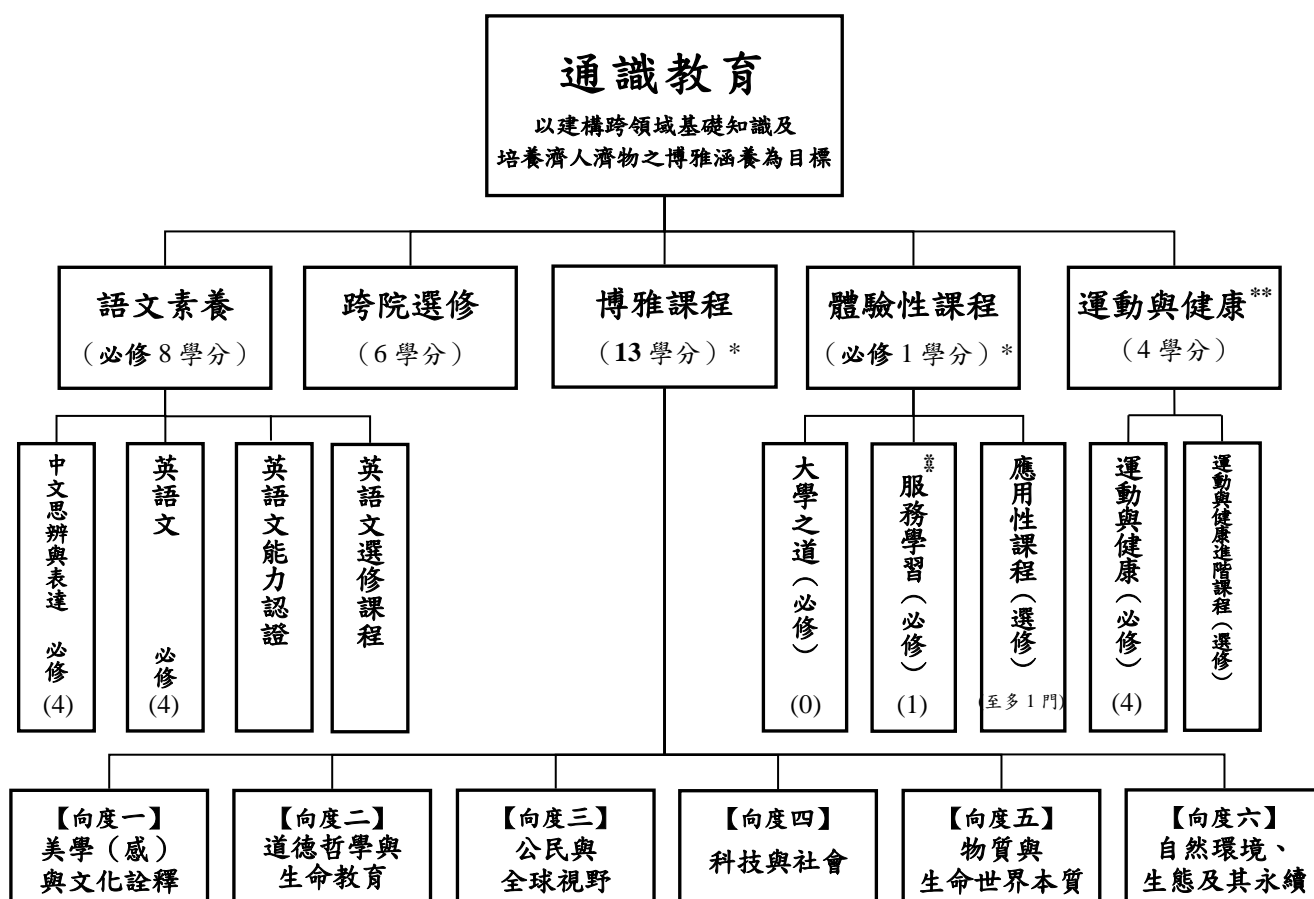 通識教育
以建構跨領域基礎知識及
培養濟人濟物之博雅涵養為目標
語文素養
（必修 8 學分）
跨院選修
（6 學分）
博雅課程
（13 學分）*
體驗性課程
（必修 1 學分）*
運動與健康**
（4 學分）
中文思辨與表達 必修
(4)
英語文 必修
(4)
英語文能力認證
英語文選修課程
大學之道（必修）
(0)
服務學習（必修）
(1)
應用性課程（選修）
(至多 1 門)
運動與健康（必修）
(4)
運動與健康進階課程（選修）
【向度一】
美學（感）
與文化詮釋
【向度二】
道德哲學與
生命教育
【向度三】
公民與
全球視野
【向度四】
科技與社會
【向度五】
物質與
生命世界本質
【向度六】
自然環境、
生態及其永續